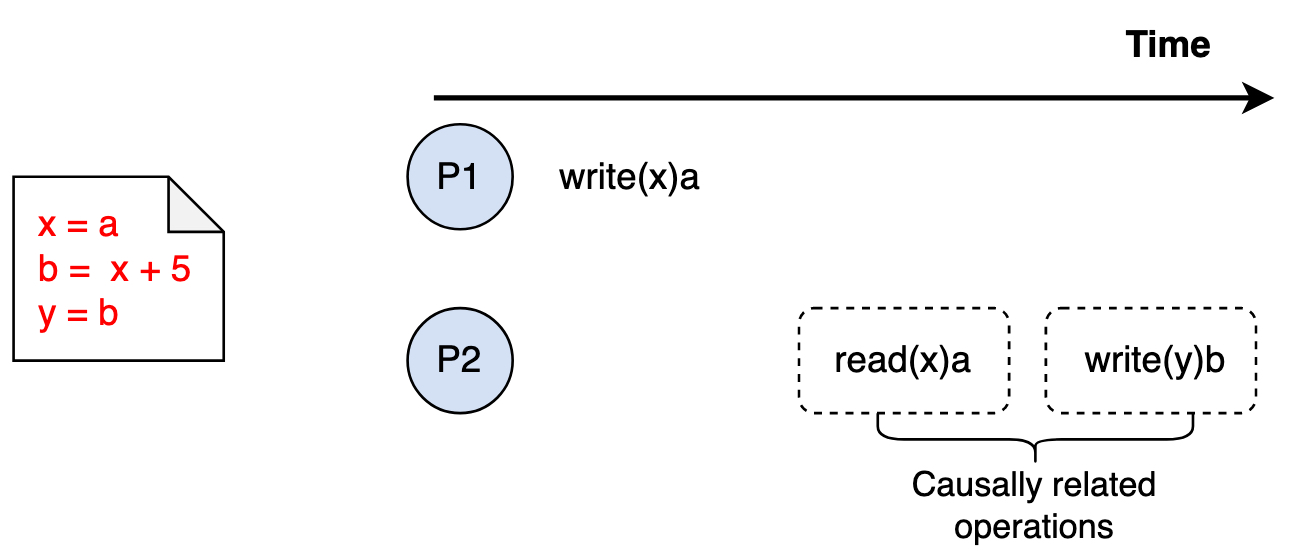 Time
P1
write(x)a
x = a
b = x + 5
y = b
P2
read(x)a
write(y)b
Causally related
operations